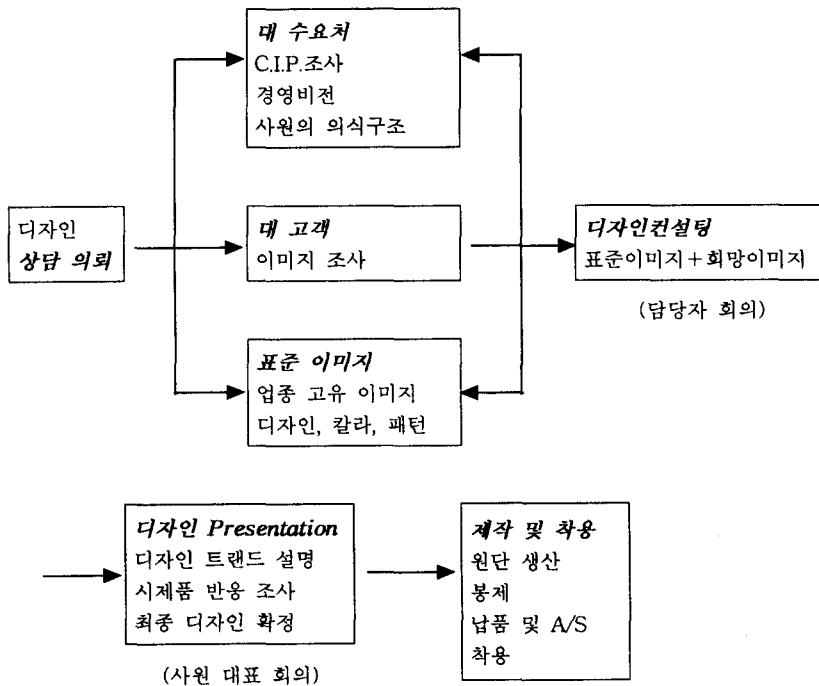 대 수요처
C.I.P.조사
경영비전
사원의 의식구조
디자인
상담 의뢰
대 고객
이미지 조사
디자인컨설팅
표준이미지+희망이미지
(담당자 회의)
표준 이미지
업종 고유 이미지
디자인, 칼라, 패턴
디자인 Presentation
디자인 트랜드 설명
시제품 반응 조사
최종 디자인 확정
(사원 대표 회의)
제작 및 착용
원단 생산
봉제
납품 및 A/S
착용